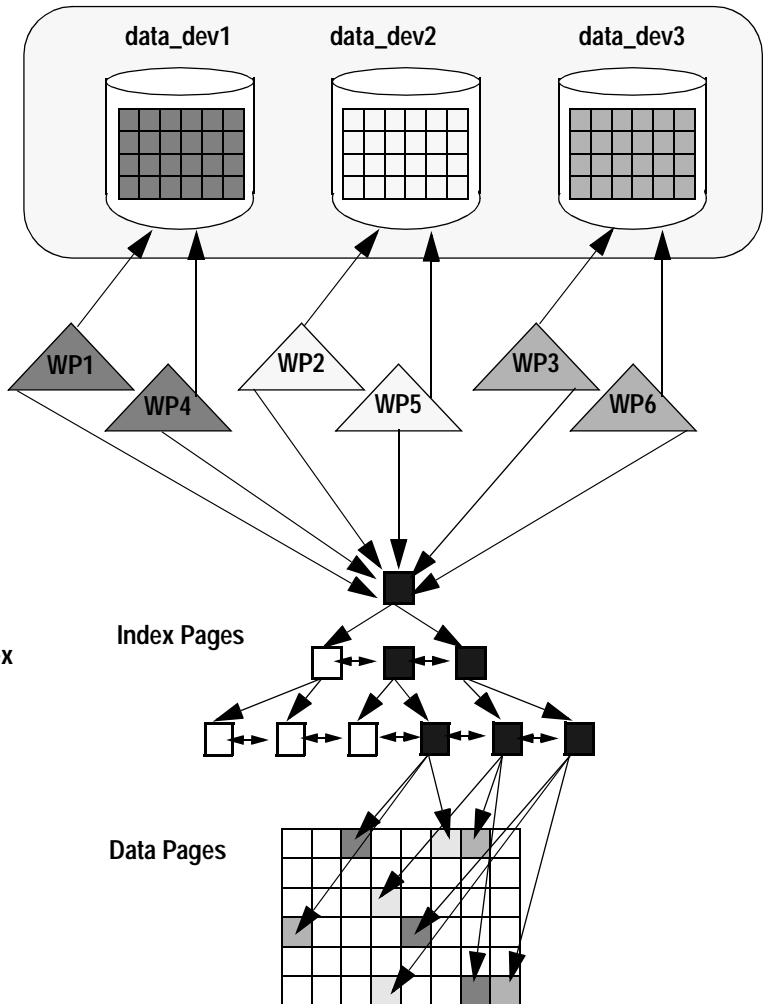 data_dev1 data_dev2 data_dev3
WP1 WP2 WP3
WP4 WP5 WP6
Index Pages
x
Data Pages